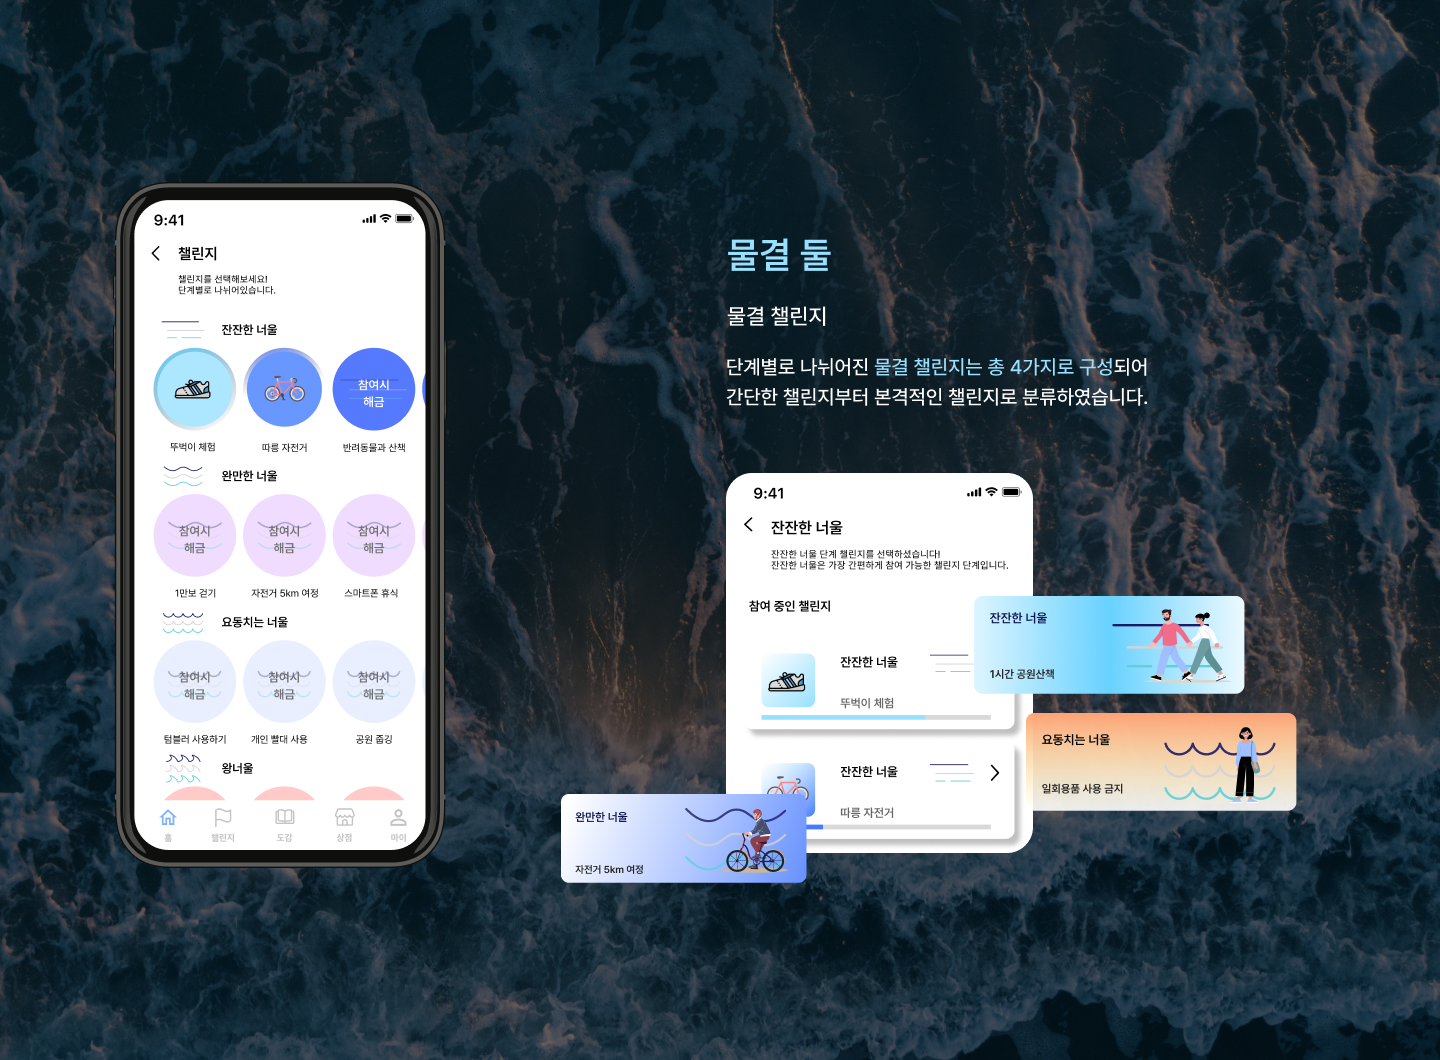 9:41
챌린지
챌린지를 선택해보세요!
단계별로 나뉘어있습니다.
잔잔한 너울
참여시
해금
뚜벅이 체험
따릉 자전거
반려동물과 산책
완만한 너울
참여시
해금
참여시
해금
참여시
해금
1만보 걷기
자전거 5km 여정
스마트폰 휴식
요동치는 너울
참여시
해금
참여시
해금
참여시
해금
텀블러 사용하기
개인 빨대 사용
공원 줍깅
왕너울
홈
챌린지
도감
상점
마이
물결 둘
물결 챌린지
단계별로 나뉘어진 물결 챌린지는 총 4가지로 구성되어
간단한 챌린지부터 본격적인 챌린지로 분류하였습니다.
9:41
잔잔한 너울
잔잔한 너울 단계 챌린지를 선택하셨습니다!
잔잔한 너울은 가장 간편하게 참여 가능한 챌린지 단계입니다.
참여 중인 챌린지
잔잔한 너울
뚜벅이 체험
잔잔한 너울
따릉 자전거
잔잔한 너울
1시간 공원산책
요동치는 너울
일회용품 사용 금지
완만한 너울
자전거 5km 여정